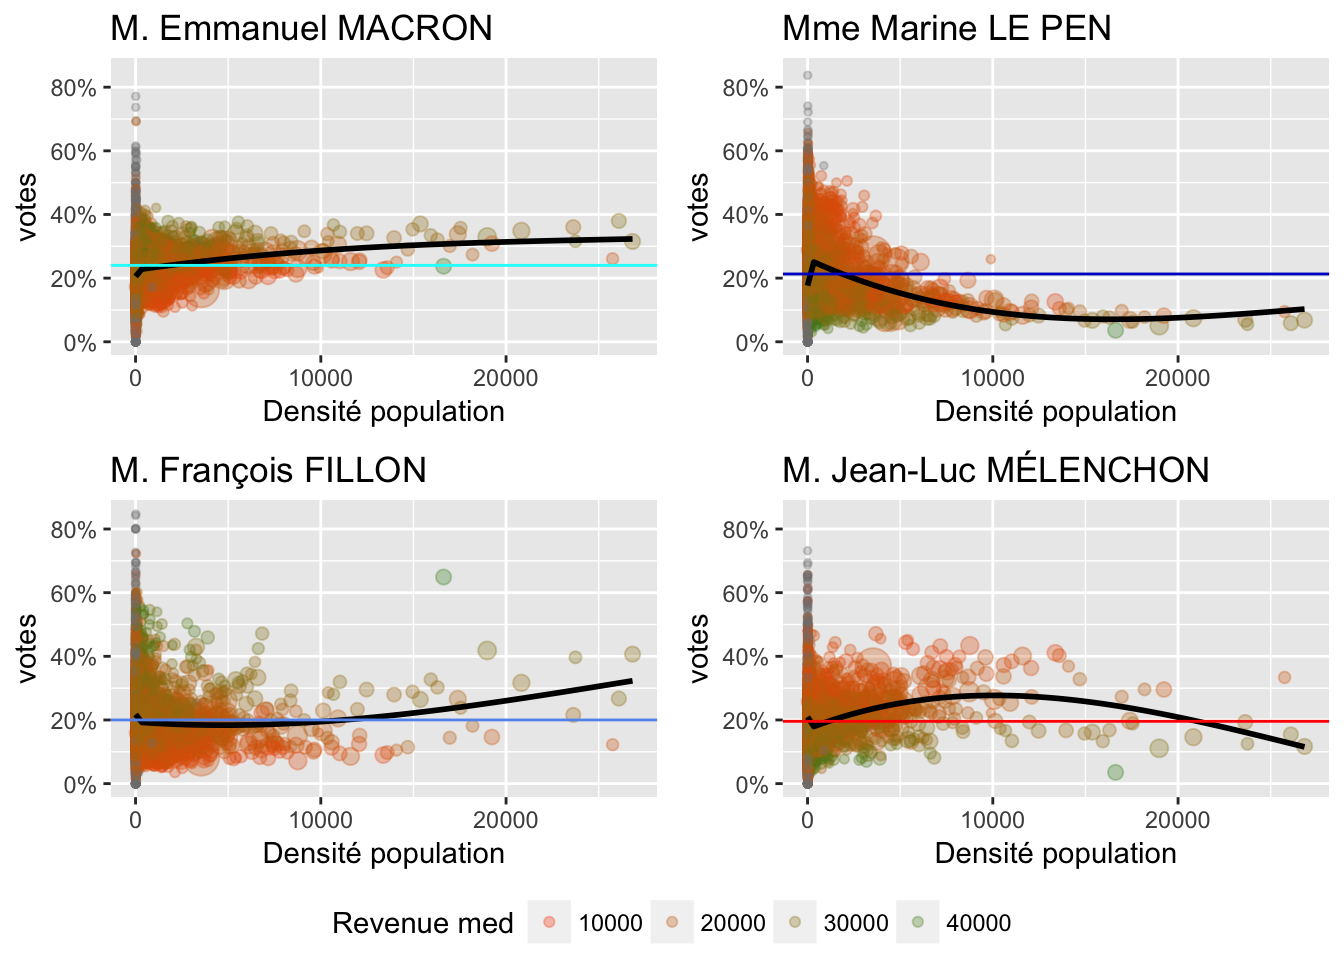 M. Emmanuel MACRON
Mme Marine LE PEN
80%
60%
40%
20%
0%
votes
0 10000 20000
Densité population
80%
60%
40%
20%
0%
votes
0 10000 20000
Densité population
M. François FILLON
M. Jean-Luc MÉLENCHON
80%
60%
40%
20%
0%
votes
0 10000 20000
Densité population
80%
60%
40%
20%
0%
votes
0 10000 20000
Densité population
Revenue med 10000 20000 30000 40000